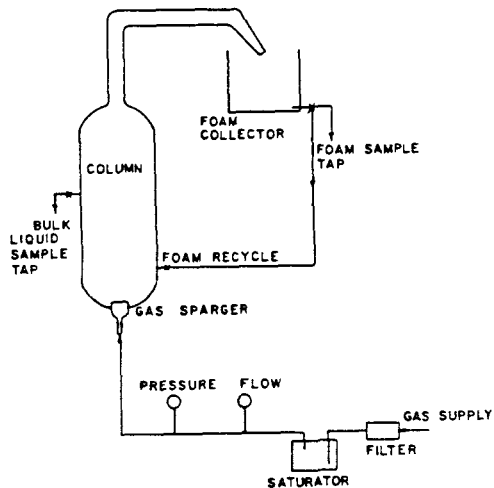 FOAM
COLLECTOR
FOAM SAMPLE
TAP
COLUMN
BULK
LIQUID
SAMPLE
TAP
FOAM RECYCLE
GAS SPARGER
PRESSURE
FLOW
GAS SUPPLY
FILTER
SATURATOR